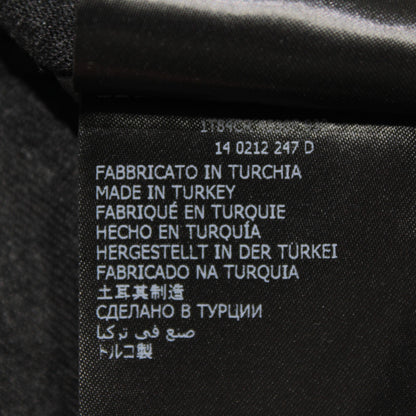 14 0212 247 D
FABBRICATO IN TURCHIA
MADE IN TURKEY
FABRIQUÉ EN TURQUIE
HECHO EN TURQUÍA
HERGESTELLT IN DER TÜRKEI
FABRICADO NA TURQUIA
土耳其制造
СДЕЛАНО В ТУРЦИИ
صنع في تركيا
トルコ製